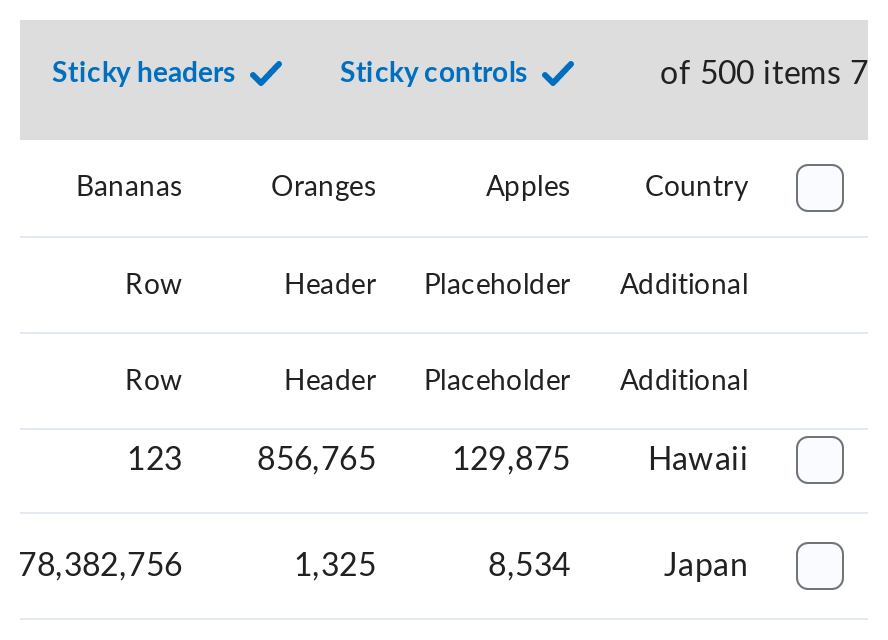 Sticky headers Sticky controls of 500 items 7
Bananas Oranges Apples Country
Row Header Placeholder Additional
Row Header Placeholder Additional
123 856,765 129,875 Hawaii
78,382,756 1,325 8,534 Japan